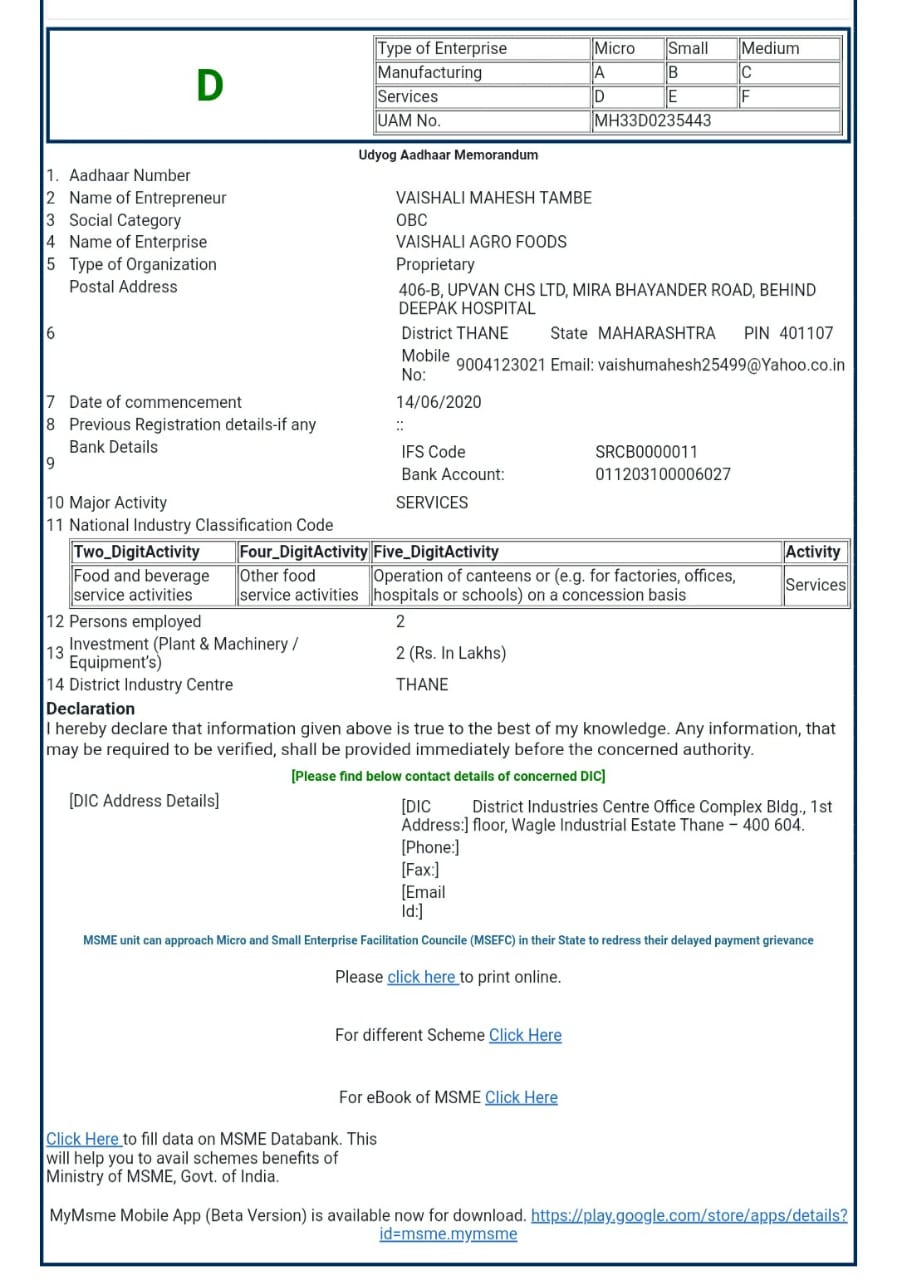 D
Type of Enterprise Micro Small Medium
Manufacturing A B C
Services D E F
UAM No. MH33D0235443
Udyog Aadhaar Memorandum
1. Aadhaar Number
2 Name of Entrepreneur VAISHALI MAHESH TAMBE
3 Social Category OBC
4 Name of Enterprise VAISHALI AGRO FOODS
5 Type of Organization Proprietary
Postal Address 406-B, UPVAN CHS LTD, MIRA BHAYANDER ROAD, BEHIND
DEEPAK HOSPITAL
6 District THANE State MAHARASHTRA PIN 401107
Mobile
No: 9004123021 Email: vaishumahesh25499@Yahoo.co.in
7 Date of commencement 14/06/2020
8 Previous Registration details-if any ::
Bank Details IFS Code SRCB0000011
9 Bank Account: 011203100006027
10 Major Activity SERVICES
11 National Industry Classification Code
Two_DigitActivity Four_DigitActivity Five_DigitActivity Activity
Food and beverage Other food Operation of canteens or (e.g. for factories, offices, Services
service activities service activities hospitals or schools) on a concession basis
12 Persons employed 2
13 Investment (Plant & Machinery / 2 (Rs. In Lakhs)
Equipment's)
14 District Industry Centre THANE
Declaration
I hereby declare that information given above is true to the best of my knowledge. Any information, that
may be required to be verified, shall be provided immediately before the concerned authority.
[Please find below contact details of concerned DIC]
[DIC Address Details] [DIC District Industries Centre Office Complex Bldg., 1st
Address:] floor, Wagle Industrial Estate Thane – 400 604.
[Phone:]
[Fax:]
[Email
Id:]
MSME unit can approach Micro and Small Enterprise Facilitation Councile (MSEFC) in their State to redress their delayed payment grievance
Please click here to print online.
For different Scheme Click Here
For eBook of MSME Click Here
Click Here to fill data on MSME Databank. This
will help you to avail schemes benefits of
Ministry of MSME, Govt. of India.
MyMsme Mobile App (Beta Version) is available now for download. https://play.google.com/store/apps/details?
id=msme.mymsme